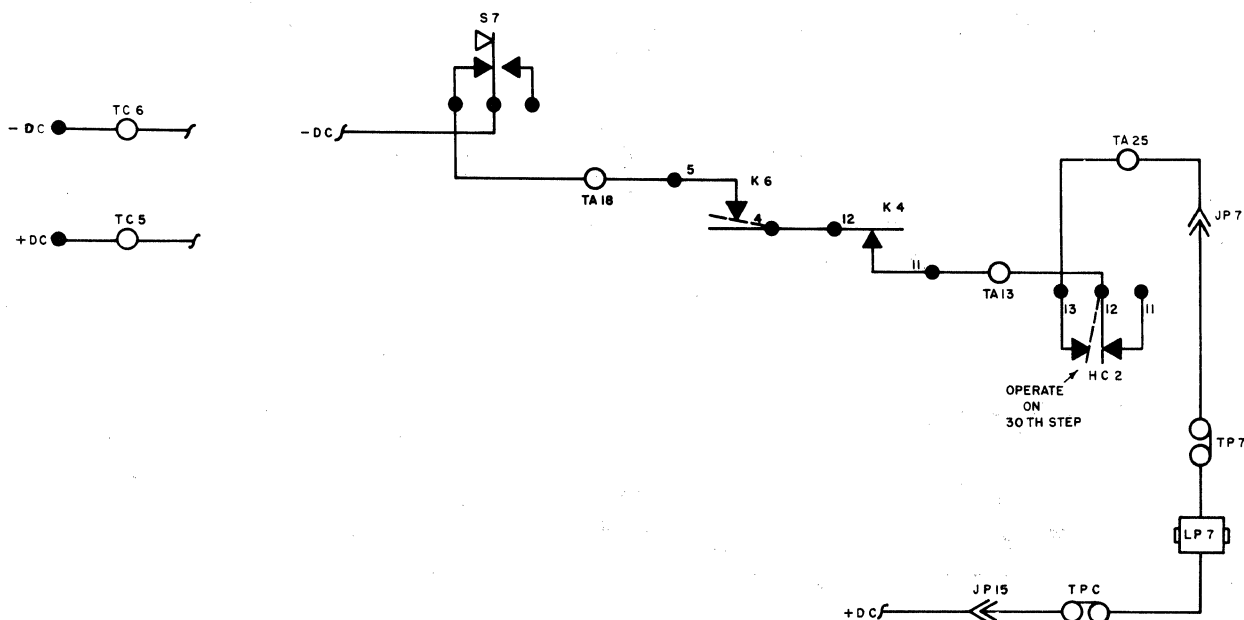 S7
TC 6
- DC
- DC
TA 25
5
K 6
TA 18
K 4
JP 7
TC 5
4
12
+DC
11
TA 13
13
12
11
HC 2
OPERATE
ON
30 TH STEP
TP 7
LP 7
JP 15
TPC
+DC